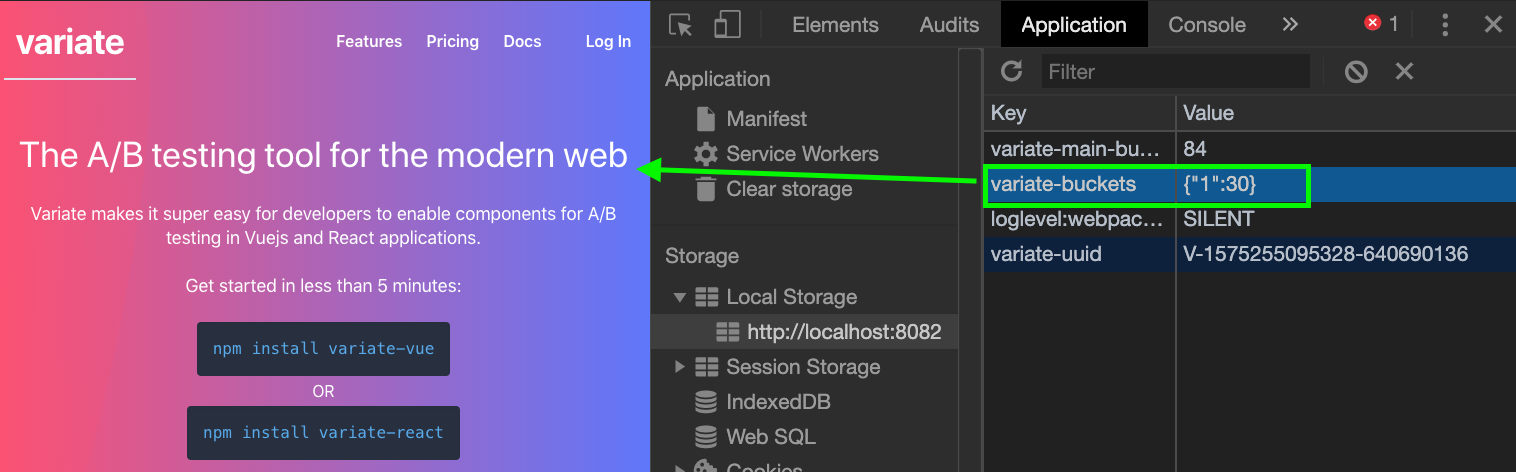 variate
Features Pricing Docs Log In
The A/B testing tool for the modern web
Variate makes it super easy for developers to enable components for A/B
testing in Vuejs and React applications.
Get started in less than 5 minutes:
npm install variate-vue
OR
npm install variate-react
Elements Audits Application Console » 1
Application
Manifest
Service Workers
Clear storage
Storage
Local Storage
http://localhost:8082
Session Storage
IndexedDB
Web SQL
Cookies
Filter
Key Value
variate-main-bu... 84
variate-buckets {"1":30}
loglevel:webpac... SILENT
variate-uuid V-1575255095328-640690136